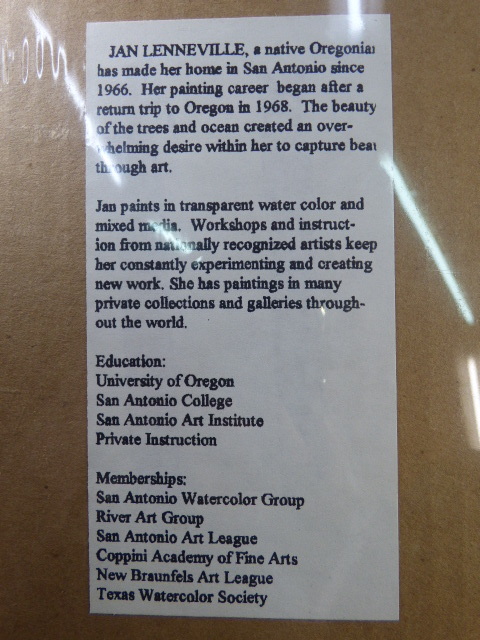 JAN LENNEVILLE, a native Oregonian
has made her home in San Antonio since
1966. Her painting career began after a
return trip to Oregon in 1968. The beauty
of the trees and ocean created an over-
whelming desire within her to capture beau
through art.
Jan paints in transparent water color and
mixed media. Workshops and instruct-
ion from nationally recognized artists keep
her constantly experimenting and creating
new work. She has paintings in many
private collections and galleries through-
out the world.
Education:
University of Oregon
San Antonio College
San Antonio Art Institute
Private Instruction
Memberships:
San Antonio Watercolor Group
River Art Group
San Antonio Art League
Coppini Academy of Fine Arts
New Braunfels Art League
Texas Watercolor Society